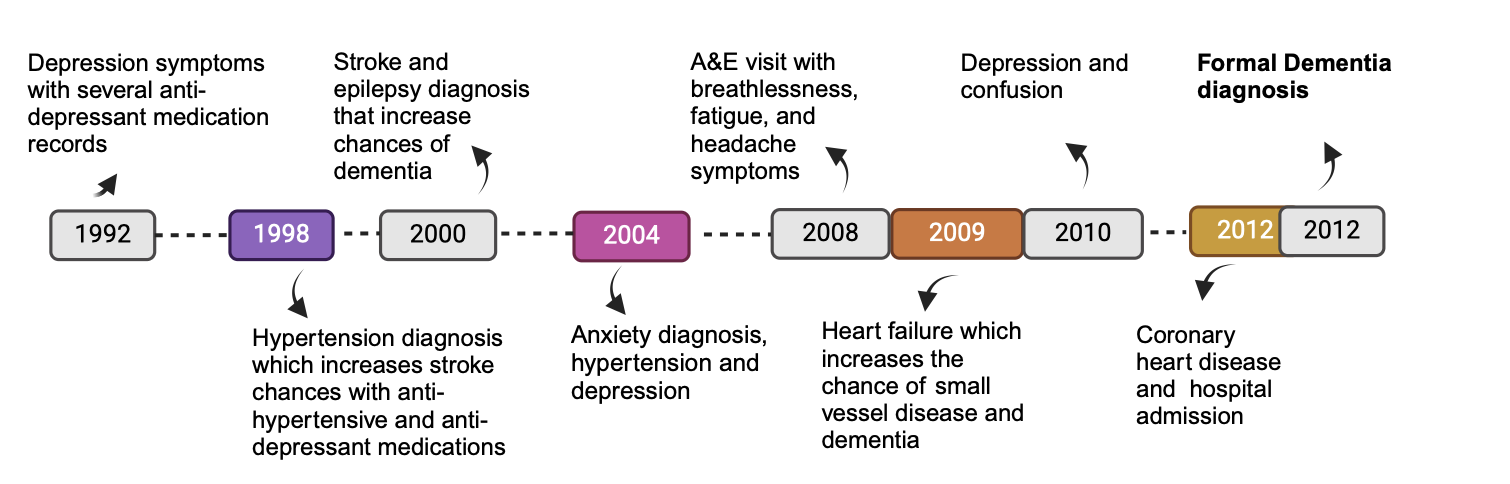 Depression symptoms
with several anti-
depressant medication
records
Stroke and
epilepsy diagnosis
that increase
chances of
dementia
A&E visit with
breathlessness,
fatigue, and
headache
symptoms
Depression and
confusion
Formal Dementia
diagnosis
1992
1998
2000
2004
2008
2009
2010
2012
2012
Hypertension diagnosis
which increases stroke
chances with anti-
hypertensive and anti-
depressant medications
Anxiety diagnosis,
hypertension and
depression
Heart failure which
increases the
chance of small
vessel disease and
dementia
Coronary
heart disease
and hospital
admission